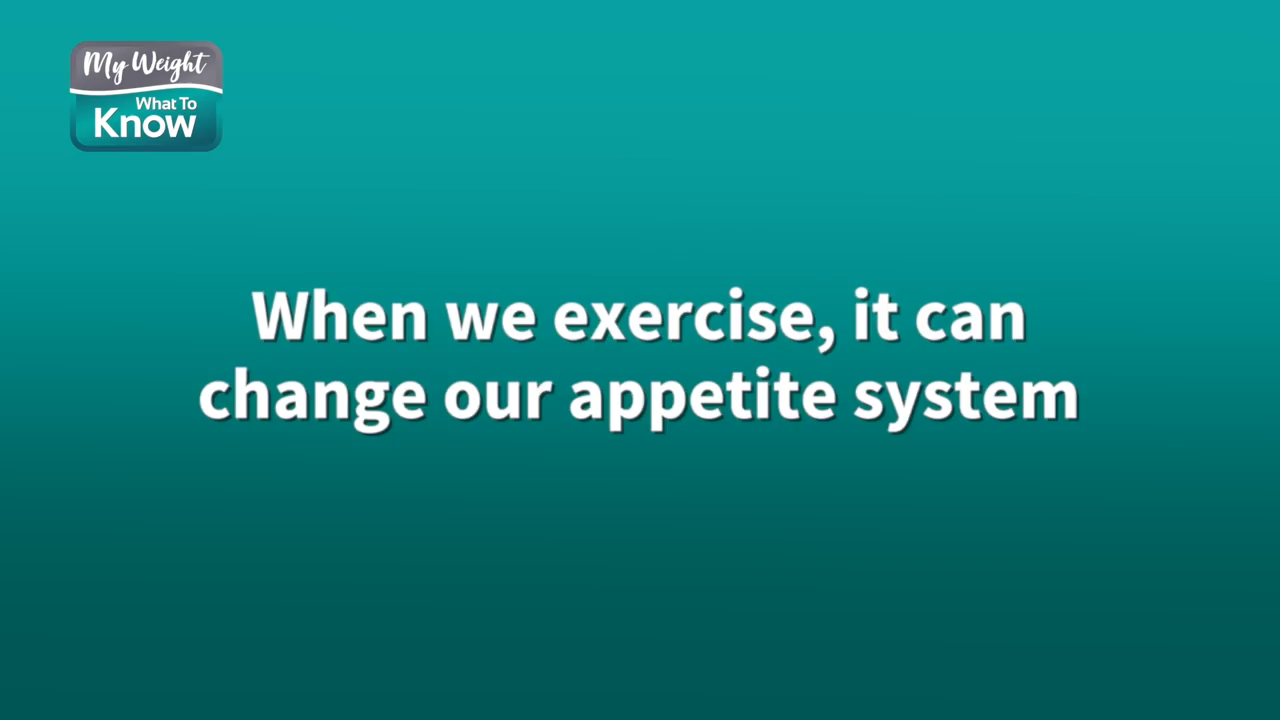 My Weight
What To
Know
When we exercise, it can
change our appetite system